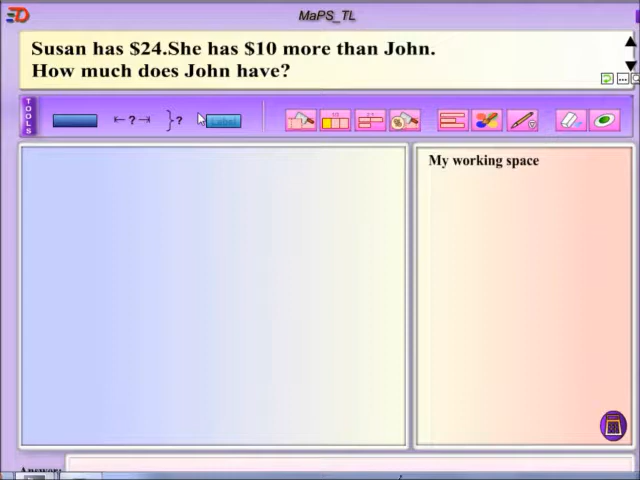 MaPS_TL
Susan has $24.She has $10 more than John.
How much does John have?
TOOLS
?
?
Label
My working space
Answer: